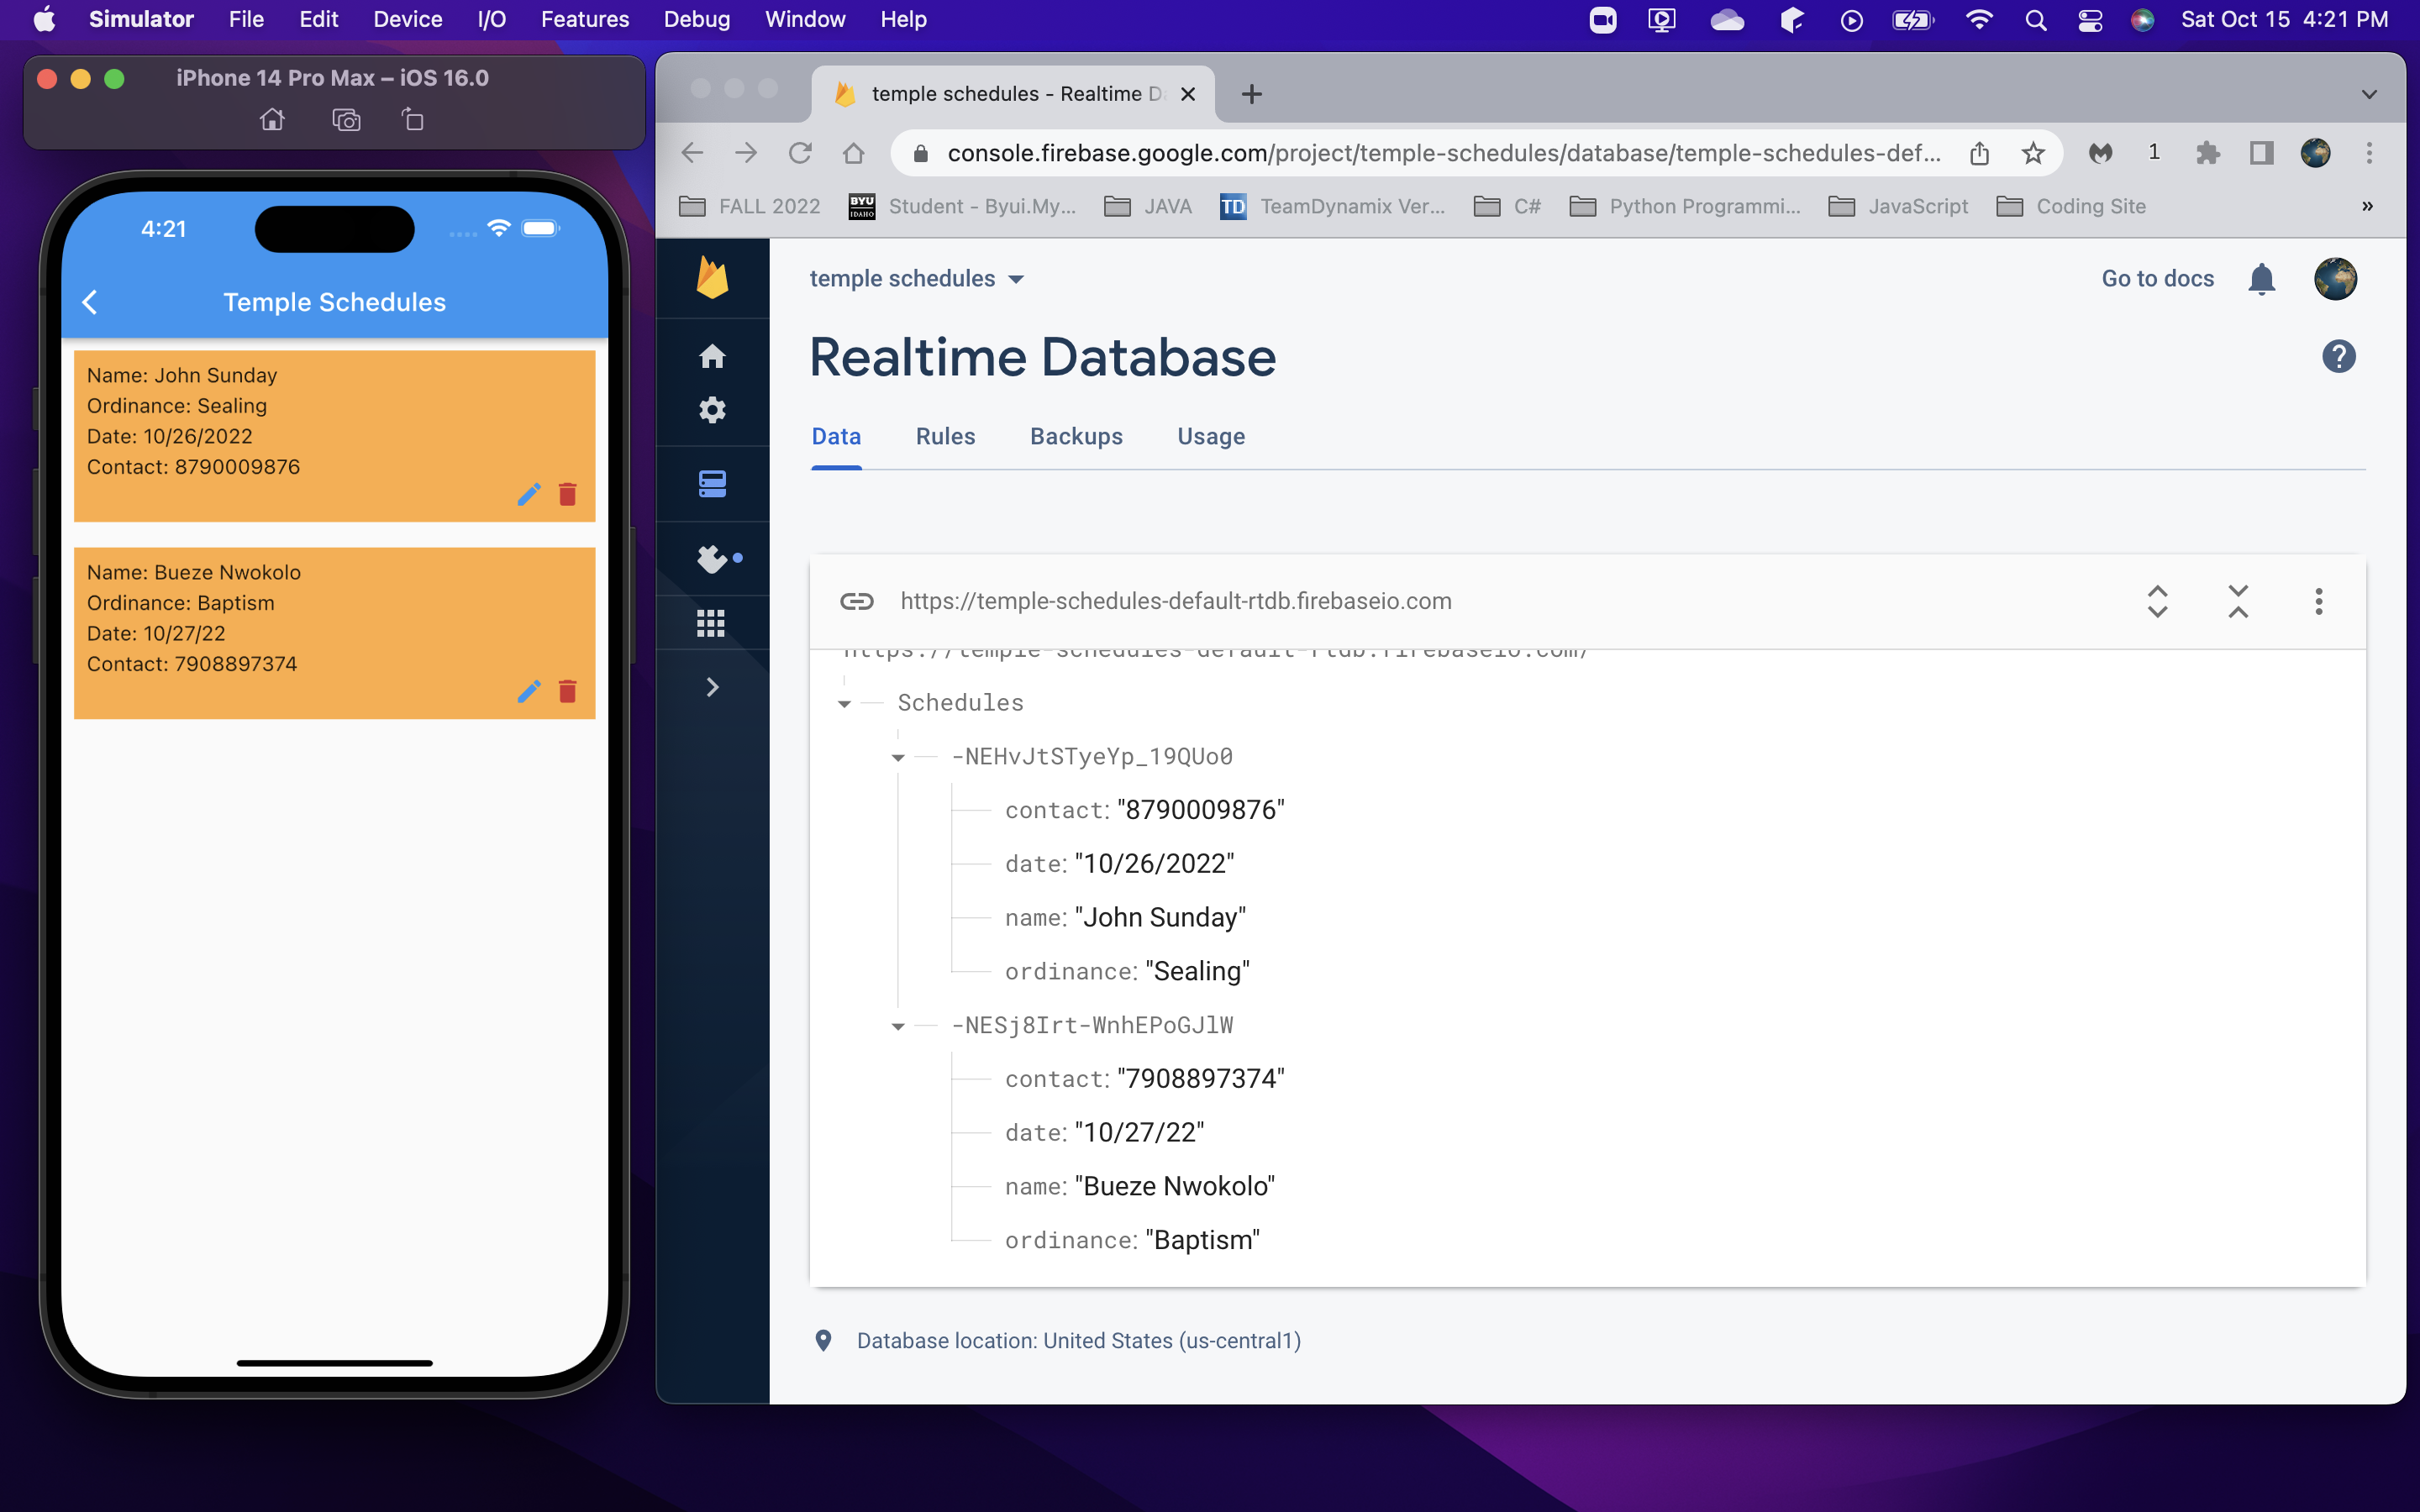 Simulator File Edit Device I/O Features Debug Window Help Sat Oct 15 4:21 PM
iPhone 14 Pro Max – iOS 16.0
4:21
Temple Schedules
Name: John Sunday
Ordinance: Sealing
Date: 10/26/2022
Contact: 8790009876
Name: Bueze Nwokolo
Ordinance: Baptism
Date: 10/27/22
Contact: 7908897374
temple schedules - Realtime D
console.firebase.google.com/project/temple-schedules/database/temple-schedules-def... 1
FALL 2022 BYU IDAHO Student - Byui.My... JAVA TD TeamDynamix Ver... C# Python Programmi... JavaScript Coding Site »
temple schedules Go to docs
Realtime Database ?
Data Rules Backups Usage
https://temple-schedules-default-rtdb.firebaseio.com
https://temple-schedules-default-rtdb.firebaseio.com/
Schedules
-NEHvJtSTyeYp_19QUo0
contact: "8790009876"
date: "10/26/2022"
name: "John Sunday"
ordinance: "Sealing"
-NESj8Irt-WnhEPoGJlW
contact: "7908897374"
date: "10/27/22"
name: "Bueze Nwokolo"
ordinance: "Baptism"
Database location: United States (us-central1)